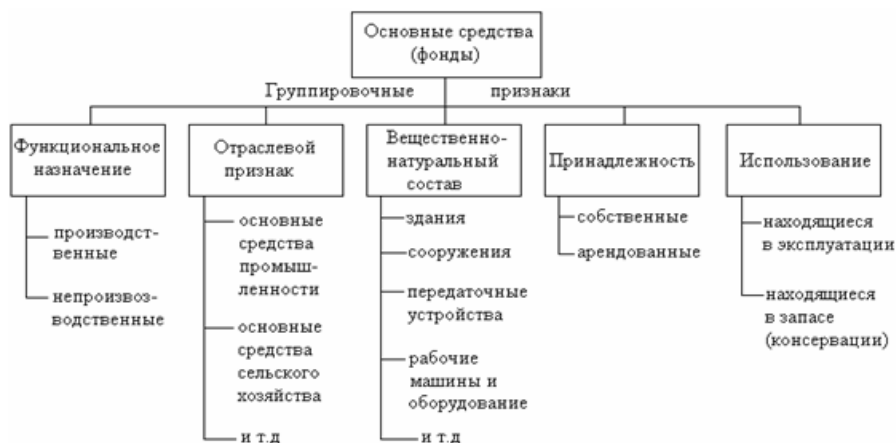 Основные средства
(фонды)
Группировочные признаки
Функциональное
назначение
производст-
венные
непроизвоз-
водственные
Отраслевой
признак
основные
средства
промыш-
ленности
основные
средства
сельского
хозяйства
и т.д
Вещественно-
натуральный
состав
здания
сооружения
передаточные
устройства
рабочие
машины и
оборудование
и т.д
Принадлежность
собственные
арендованные
Использование
находящиеся
в эксплуатации
находящиеся
в запасе
(консервации)